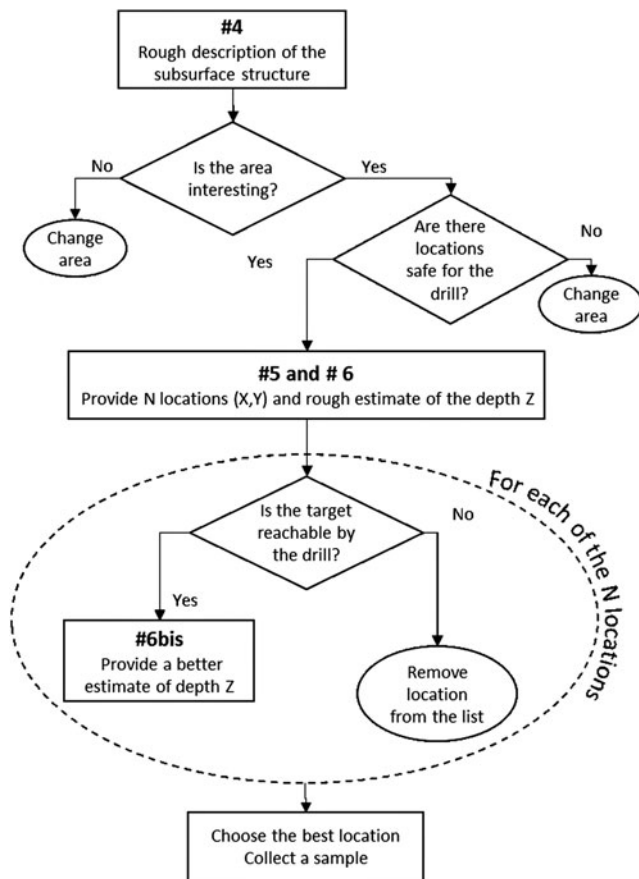 #4
Rough description of the
subsurface structure
No
Is the area
interesting?
Yes
Change
area
Yes
Are there
locations
safe for the
drill?
No
Change
area
#5 and # 6
Provide N locations (X,Y) and rough estimate of the depth Z
For each of the N locations
Is the target
reachable by
the drill?
No
Yes
#6bis
Provide a better
estimate of depth Z
Remove
location
from the list
Choose the best location
Collect a sample